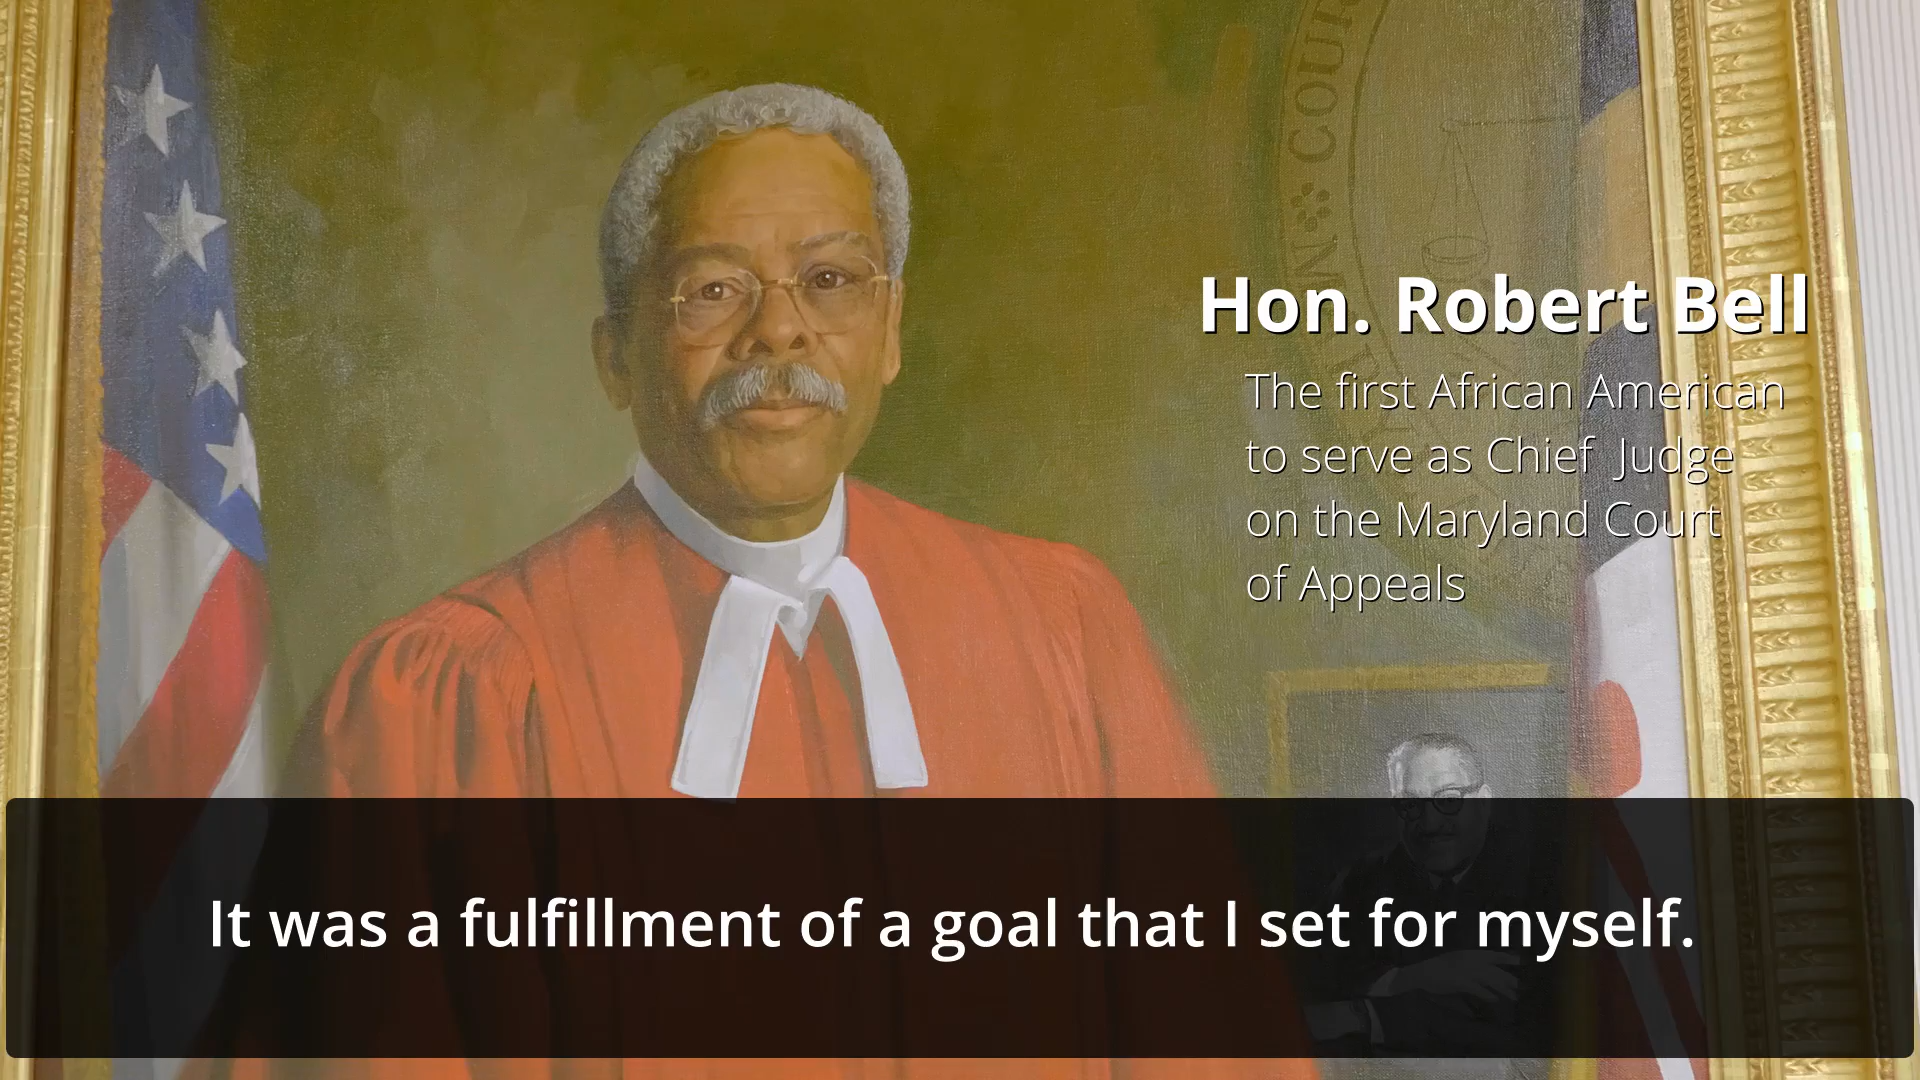 COUR
N
Hon. Robert Bell
The first African American
to serve as Chief Judge
on the Maryland Court
of Appeals
It was a fulfillment of a goal that I set for myself.